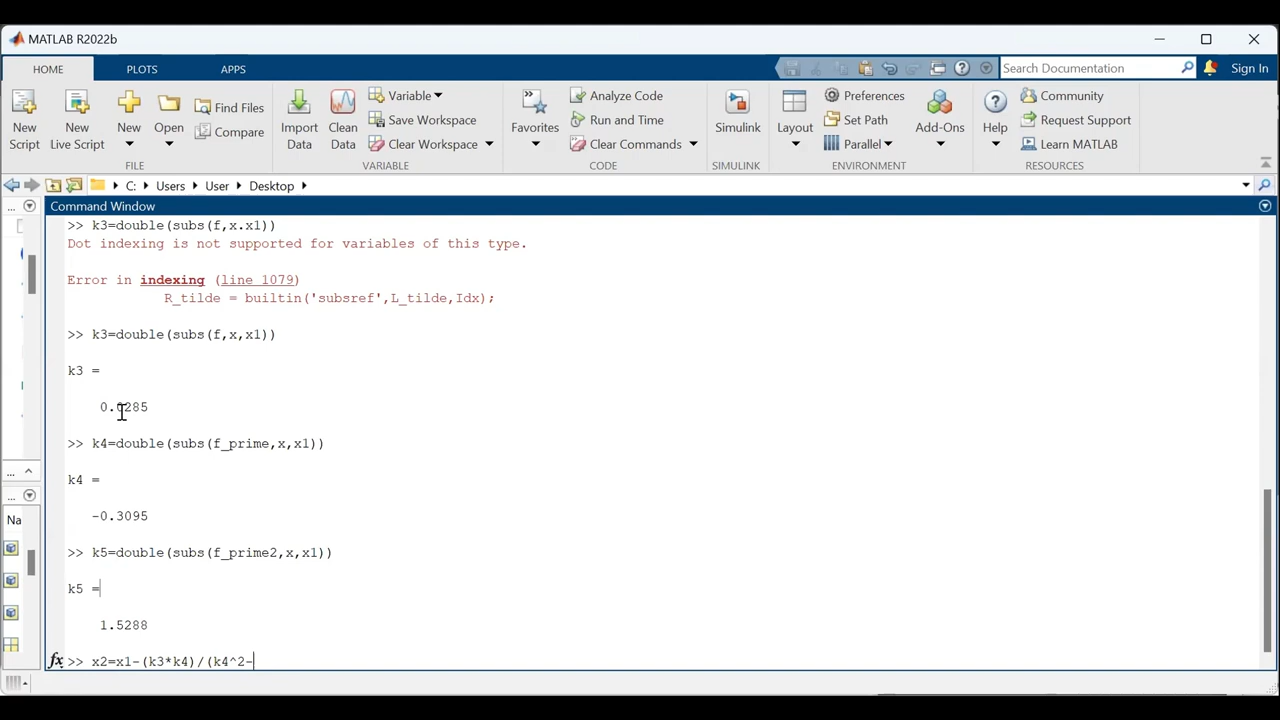 MATLAB R2022b
HOME PLOTS APPS
Search Documentation
Sign In
New Script
New Live Script
New
Open
Find Files
Compare
FILE
Import Data
Clean Data
Variable
Save Workspace
Clear Workspace
VARIABLE
Favorites
Analyze Code
Run and Time
Clear Commands
CODE
Simulink
SIMULINK
Layout
Preferences
Set Path
Parallel
Add-Ons
ENVIRONMENT
Help
Community
Request Support
Learn MATLAB
RESOURCES
C: Users User Desktop
Command Window
>> k3=double(subs(f,x.x1))
Dot indexing is not supported for variables of this type.
Error in indexing (line 1079)
R_tilde = builtin('subsref',L_tilde,Idx);
>> k3=double(subs(f,x,x1))
k3 =
0.0285
>> k4=double(subs(f_prime,x,x1))
k4 =
-0.3095
>> k5=double(subs(f_prime2,x,x1))
k5 =
1.5288
fx >> x2=x1-(k3*k4)/(k4^2-
...
...
...
Na